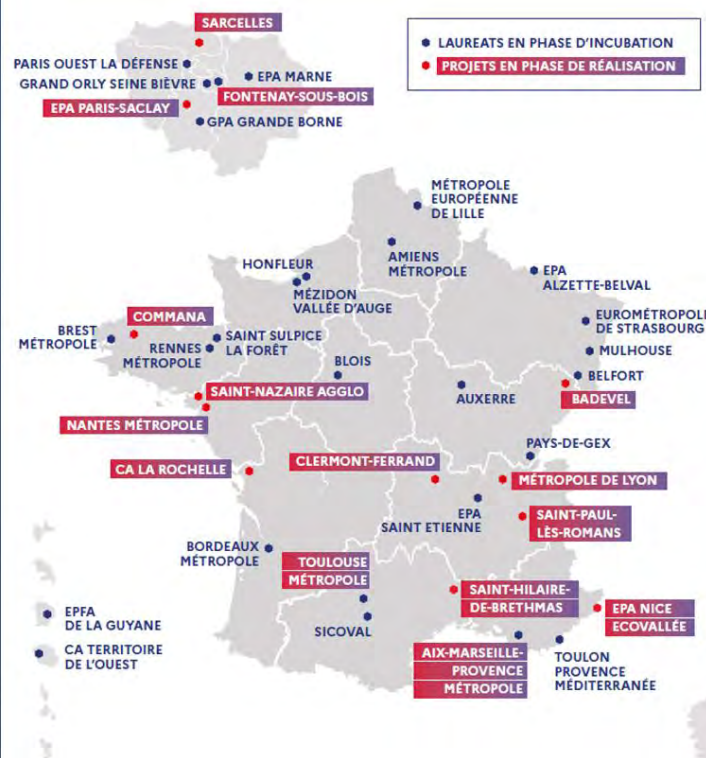 SARCELLES
LAUREATS EN PHASE D'INCUBATION
PROJETS EN PHASE DE RÉALISATION
PARIS OUEST LA DÉFENSE
GRAND ORLY SEINE BIÈVRE
EPA MARNE
FONTENAY-SOUS-BOIS
EPA PARIS-SACLAY
GPA GRANDE BORNE
MÉTROPOLE
EUROPÉENNE
DE LILLE
AMIENS
MÉTROPOLE
HONFLEUR
MÉZIDON
VALLÉE D'AUGE
EPA
ALZETTE-BELVAL
COMMANA
BREST
MÉTROPOLE
RENNES
MÉTROPOLE
SAINT SULPICE
LA FORÊT
EUROMÉTROPOLE
DE STRASBOURG
MULHOUSE
BLOIS
BELFORT
AUXERRE
BADEVEL
SAINT-NAZAIRE AGGLO
NANTES MÉTROPOLE
PAYS-DE-GEX
CA LA ROCHELLE
CLERMONT-FERRAND
MÉTROPOLE DE LYON
EPA
SAINT ETIENNE
SAINT-PAUL-
LÈS-ROMANS
BORDEAUX
MÉTROPOLE
TOULOUSE
MÉTROPOLE
SICOVAL
SAINT-HILAIRE-
DE-BRETHMAS
EPA NICE
ECOVALLÉE
EPFA
DE LA GUYANE
CA TERRITOIRE
DE L'OUEST
AIX-MARSEILLE-
PROVENCE
MÉTROPOLE
TOULON
PROVENCE
MÉDITERRANÉE